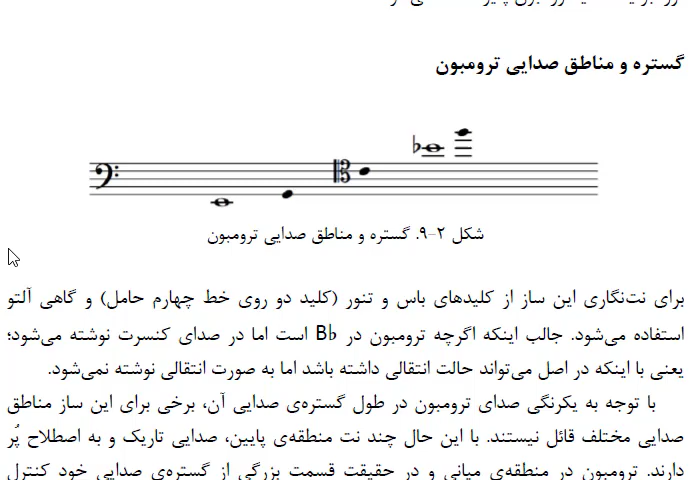 گستره و مناطق صدایی ترومبون
شکل ۲-۹. گستره و مناطق صدایی ترومبون
برای نت‌نگاری این ساز از کلیدهای باس و تنور (کلید دو روی خط چهارم حامل) و گاهی آلتو
استفاده می‌شود. جالب اینکه اگرچه ترومبون در B♭ است اما در صدای کنسرت نوشته می‌شود؛
یعنی با اینکه در اصل می‌تواند حالت انتقالی داشته باشد اما به صورت انتقالی نوشته نمی‌شود.
با توجه به یکرنگی صدای ترومبون در طول گستره‌ی صدایی آن، برخی برای این ساز مناطق
صدایی مختلف قائل نیستند. با این حال چند نت منطقه‌ی پایین، صدایی تاریک و به اصطلاح پُر
دارند. ترومبون در منطقه‌ی میانی و در حقیقت قسمت بزرگی از گستره‌ی صدایی خود کنترل